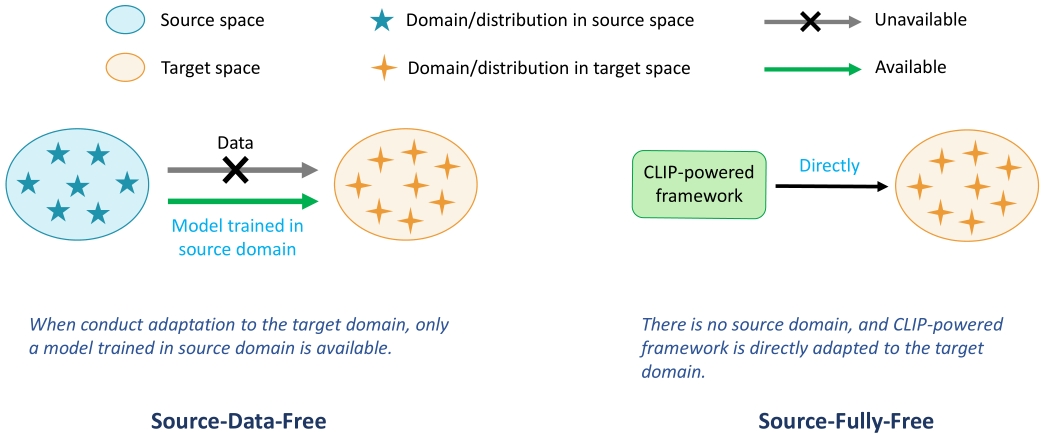 Source space
Domain/distribution in source space
Unavailable
Target space
Domain/distribution in target space
Available
Data
Model trained in
source domain
CLIP-powered
framework
Directly
When conduct adaptation to the target domain, only
a model trained in source domain is available.
There is no source domain, and CLIP-powered
framework is directly adapted to the target
domain.
Source-Data-Free
Source-Fully-Free